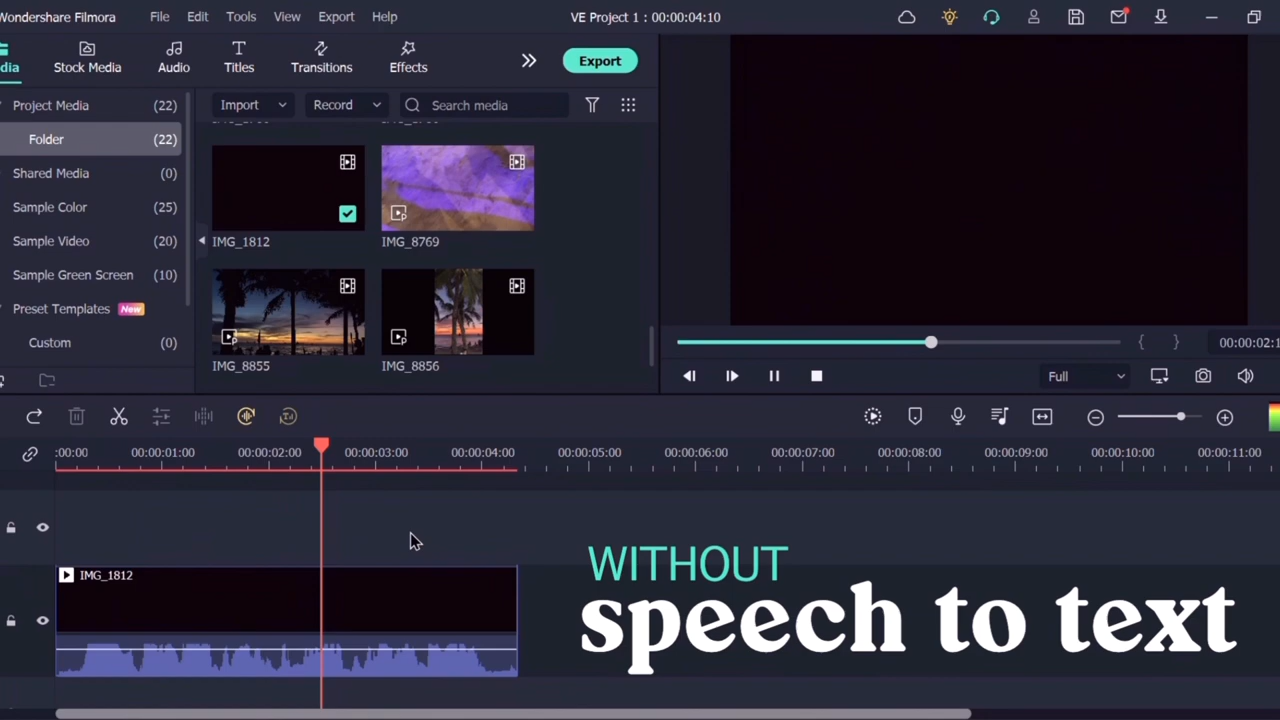 Wondershare Filmora File Edit Tools View Export Help VE Project 1 : 00:00:04:10
dia Stock Media Audio Titles Transitions Effects Export
Project Media (22) Import Record Search media
Folder (22)
Shared Media (0)
Sample Color (25)
Sample Video (20) IMG_1812 IMG_8769
Sample Green Screen (10)
Preset Templates New
Custom (0) 00:00:02:1
IMG_8855 IMG_8856
Full
:00:00 00:00:01:00 00:00:02:00 00:00:03:00 00:00:04:00 00:00:05:00 00:00:06:00 00:00:07:00 00:00:08:00 00:00:09:00 00:00:10:00 00:00:11:00
IMG_1812
WITHOUT
speech to text